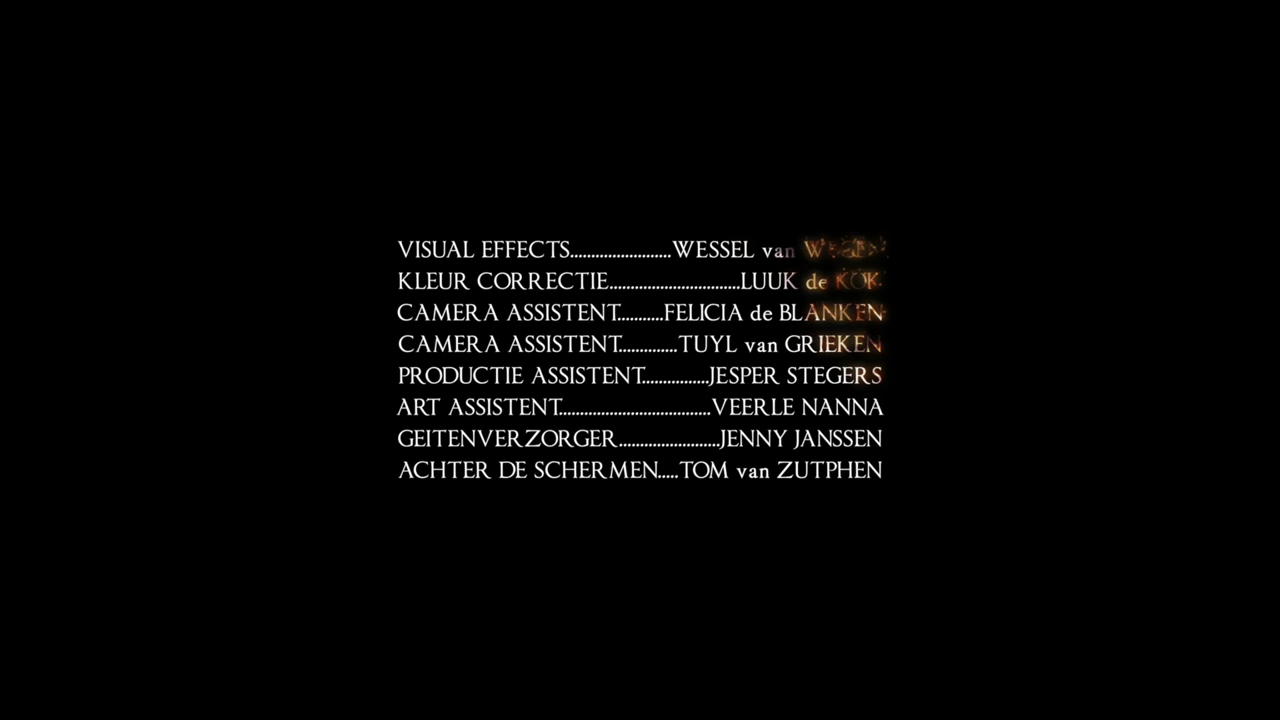 VISUAL EFFECTS........................WESSEL van
KLEUR CORRECTIE...............................LUUK de KOK
CAMERA ASSISTENT...........FELICIA de BLANKEN
CAMERA ASSISTENT..............TUYL van GRIEKEN
PRODUCTIE ASSISTENT................JESPER STEGERS
ART ASSISTENT....................................VEERLE NANNA
GEITENVERZORGER........................JENNY JANSSEN
ACHTER DE SCHERMEN.....TOM van ZUTPHEN